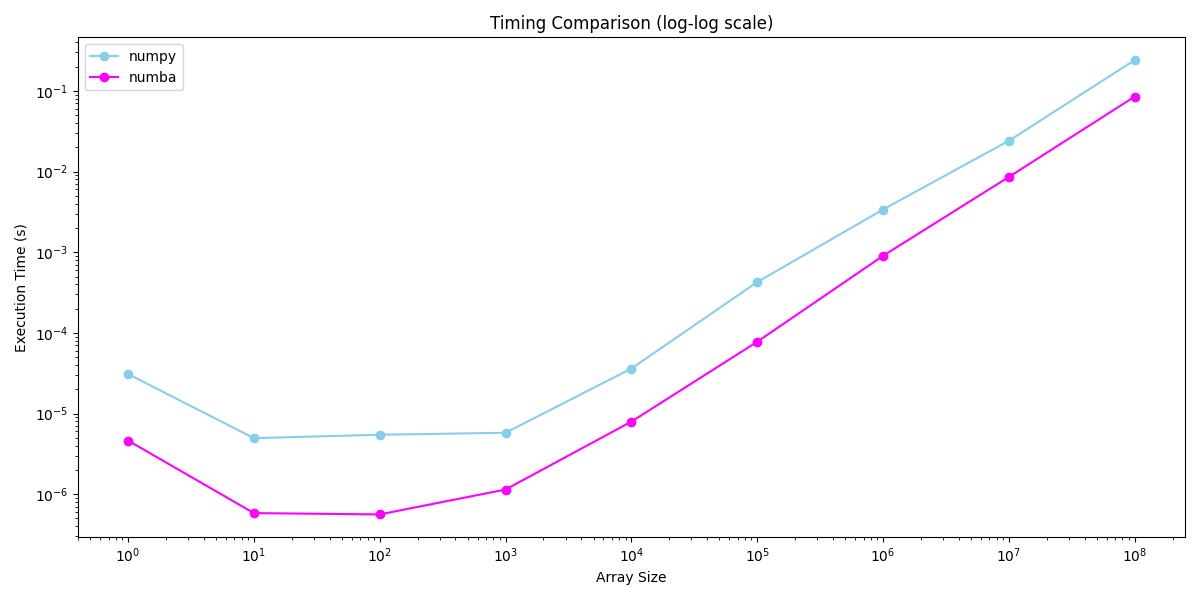 Timing Comparison (log-log scale)
numpy
numba
Execution Time (s)
10⁻¹
10⁻²
10⁻³
10⁻⁴
10⁻⁵
10⁻⁶
10⁰ 10¹ 10² 10³ 10⁴ 10⁵ 10⁶ 10⁷ 10⁸
Array Size